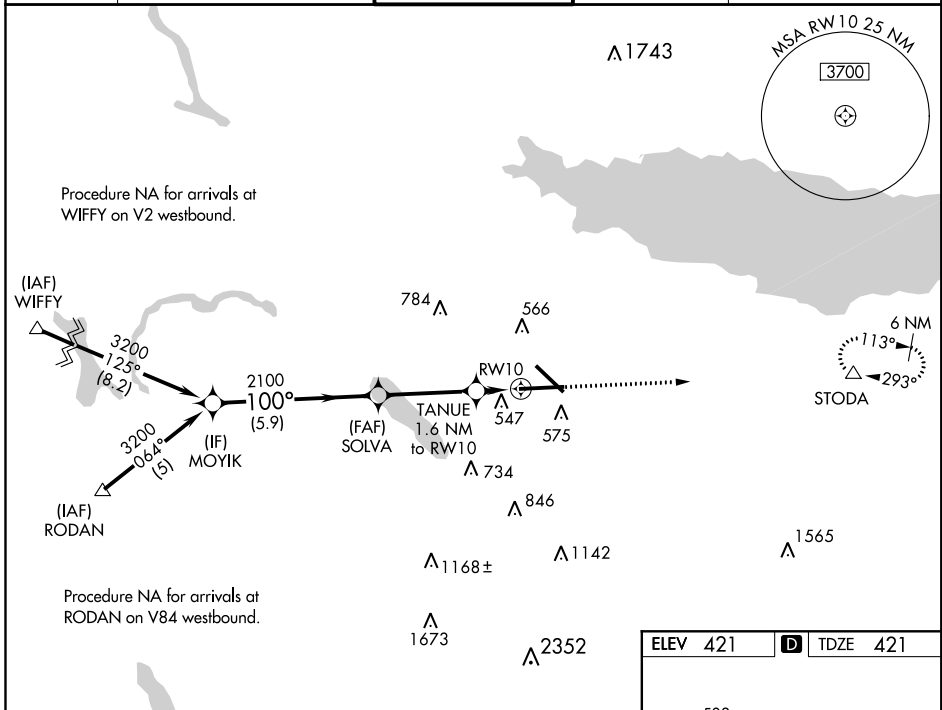 MSA RW10 25 NM
3700
1743
Procedure NA for arrivals at
WIFFY on V2 westbound.
(IAF)
WIFFY
3200
125°
(8.2)
784
566
6 NM
113°
293°
STODA
RW10
2100
100°
(5.9)
(IF)
MOYIK
(FAF)
SOLVA
TANUE
1.6 NM
to RW10
547
575
3200
064°
(5)
(IAF)
RODAN
734
846
1168±
1142
1565
Procedure NA for arrivals at
RODAN on V84 westbound.
1673
2352
ELEV 421 D TDZE 421